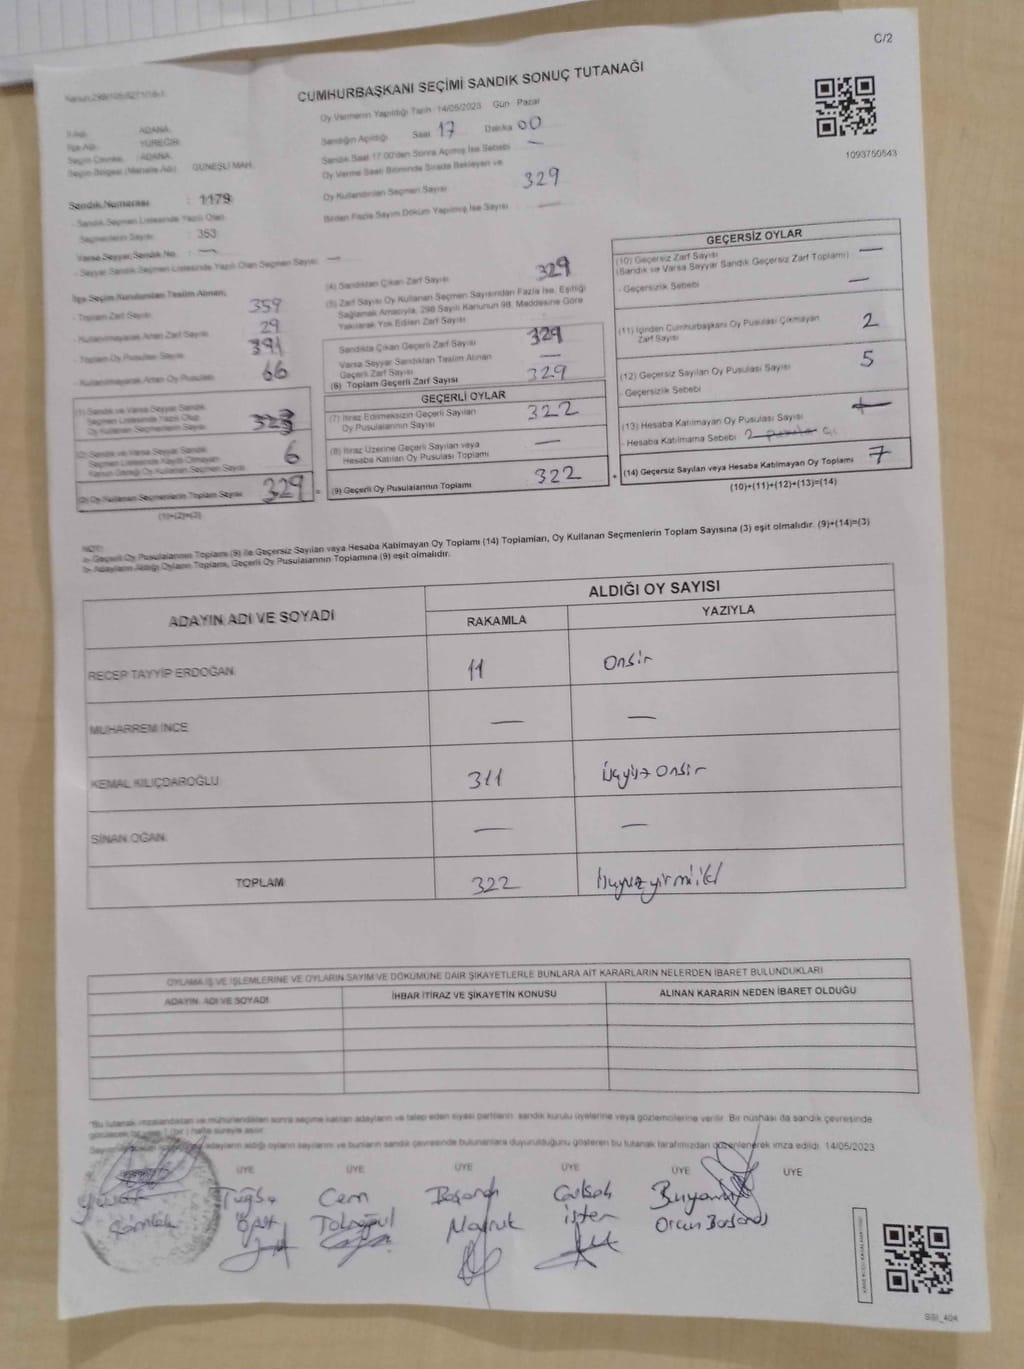 C/2
CUMHURBAŞKANI SEÇİMİ SANDIK SONUÇ TUTANAĞI
1093750543
Oy Vermenin Yapıldığı Tarih 14/05/2023 Gün Pazar
Sandığın Açıldığı Saat 17 Dakika 00
Sandık Saat 17:00'den Sonra Açılmış İse Sebebi —
Oy Verme Saati Bitiminde Sırada Bekleyen ve
Oy Kullandırılan Seçmen Sayısı 329
Birden Fazla Sayım Döküm Yapılmış İse Sayısı —
İl Adı : ADANA
İlçe Adı : YÜREĞİR
Seçim Çevresi : ADANA
Seçim Bölgesi (Mahalle Adı) : GÜNEŞLİ MAH.
Sandık Numarası : 1179
- Sandık Seçmen Listesinde Yazılı Olan
Seçmenlerin Sayısı : 353
Varsa Seyyar Sandık No : —
- Seyyar Sandık Seçmen Listesinde Yazılı Olan Seçmen Sayısı : —
İlçe Seçim Kurulundan Teslim Alınan;
- Toplam Zarf Sayısı 359
- Kullanılmayarak Artan Zarf Sayısı 29
- Toplam Oy Pusulası Sayısı 391
- Kullanılmayarak Artan Oy Pusulası 66
(1) Sandık ve Varsa Seyyar Sandık
Seçmen Listesinde Yazılı Olup
Oy Kullanan Seçmenlerin Sayısı 323
(2) Sandık ve Varsa Seyyar Sandık
Seçmen Listesinde Kayıtlı Olmayan
Kanun Gereği Oy Kullanan Seçmen Sayısı 6
(3) Oy Kullanan Seçmenlerin Toplam Sayısı 329 =
(1)+(2)=(3)
(4) Sandıktan Çıkan Zarf Sayısı 329
(5) Zarf Sayısı Oy Kullanan Seçmen Sayısından Fazla İse, Eşitliği
Sağlamak Amacıyla, 298 Sayılı Kanunun 98. Maddesine Göre
Yakılarak Yok Edilen Zarf Sayısı
Sandıkta Çıkan Geçerli Zarf Sayısı 329
Varsa Seyyar Sandıktan Teslim Alınan
Geçerli Zarf Sayısı —
(6) Toplam Geçerli Zarf Sayısı 329
GEÇERLİ OYLAR
(7) İtiraz Edilmeksizin Geçerli Sayılan
Oy Pusulasının Sayısı 322
(8) İtiraz Üzerine Geçerli Sayılan veya
Hesaba Katılan Oy Pusulası Toplamı —
(9) Geçerli Oy Pusulalarının Toplamı 322 +
GEÇERSİZ OYLAR
(10) Geçersiz Zarf Sayısı —
(Sandık ve Varsa Seyyar Sandık Geçersiz Zarf Toplamı)
- Geçersizlik Sebebi —
(11) İçinden Cumhurbaşkanı Oy Pusulası Çıkmayan 2
Zarf Sayısı
(12) Geçersiz Sayılan Oy Pusulası Sayısı 5
- Geçersizlik Sebebi
(13) Hesaba Katılmayan Oy Pusulası Sayısı
- Hesaba Katılmama Sebebi
(14) Geçersiz Sayılan veya Hesaba Katılmayan Oy Toplamı 7
(10)+(11)+(12)+(13)=(14)
NOT:
a- Geçerli Oy Pusulalarının Toplamı (9) ile Geçersiz Sayılan veya Hesaba Katılmayan Oy Toplamı (14) Toplamları, Oy Kullanan Seçmenlerin Toplam Sayısına (3) eşit olmalıdır. (9)+(14)=(3)
b- Adayların Aldığı Oyların Toplamı, Geçerli Oy Pusulalarının Toplamına (9) eşit olmalıdır.
ADAYIN ADI VE SOYADI
ALDIĞI OY SAYISI
RAKAMLA YAZIYLA
RECEP TAYYİP ERDOĞAN 11 Onbir
MUHARREM İNCE — —
KEMAL KILIÇDAROĞLU 311 üçyüz onbir
SİNAN OĞAN — —
TOPLAM 322 üçyüz yirmiiki
OYLAMA İŞ VE İŞLEMLERİNE VE OYLARIN SAYIM VE DÖKÜMÜNE DAİR ŞİKAYETLERLE BUNLARA AİT KARARLARIN NELERDEN İBARET BULUNDUKLARI
ADAYIN ADI VE SOYADI İHBAR İTİRAZ VE ŞİKAYETİN KONUSU ALINAN KARARIN NEDEN İBARET OLDUĞU
*Bu tutanak imzalandıktan ve mühürlendikten sonra seçime katılan adayların ve talep eden siyasi partilerin sandık kurulu üyelerine veya gözlemcilerine verilir. Bir nüshası da sandık çevresinde
adayların aldığı oyların sayılarını ve bunların sandık çevresinde bulunanlara duyurulduğunu gösteren bu tutanak tarafımızdan düzenlenerek imza edildi. 14/05/2023
ÜYE ÜYE ÜYE ÜYE ÜYE ÜYE
Tuğba Cem Gülşah
Orçun
SSI_404